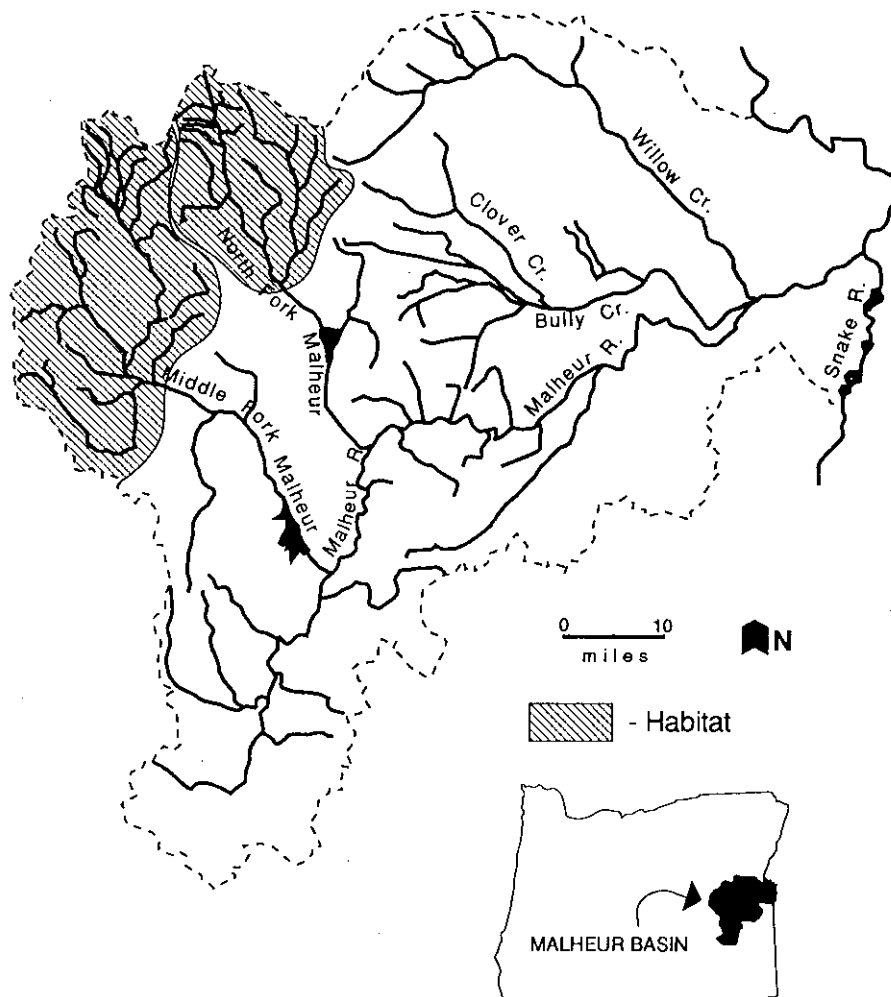 Willow Cr.
Clover Cr.
North Fork Malheur
Bully Cr.
Malheur R.
Snake R.
Middle Fork Malheur
Malheur R.
0 10
miles
N
- Habitat
MALHEUR BASIN